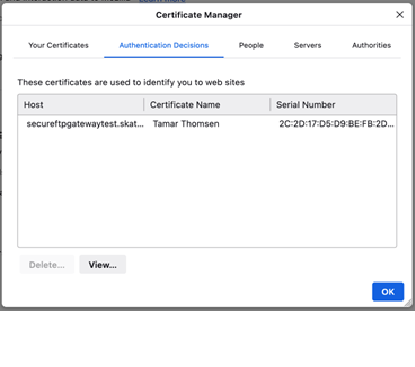 Certificate Manager
Your Certificates Authentication Decisions People Servers Authorities
These certificates are used to identify you to web sites
Host Certificate Name Serial Number
secureftpgatewaytest.skat... Tamar Thomsen 2C:2D:17:D5:D9:BE:FB:2D...
Delete... View...
OK